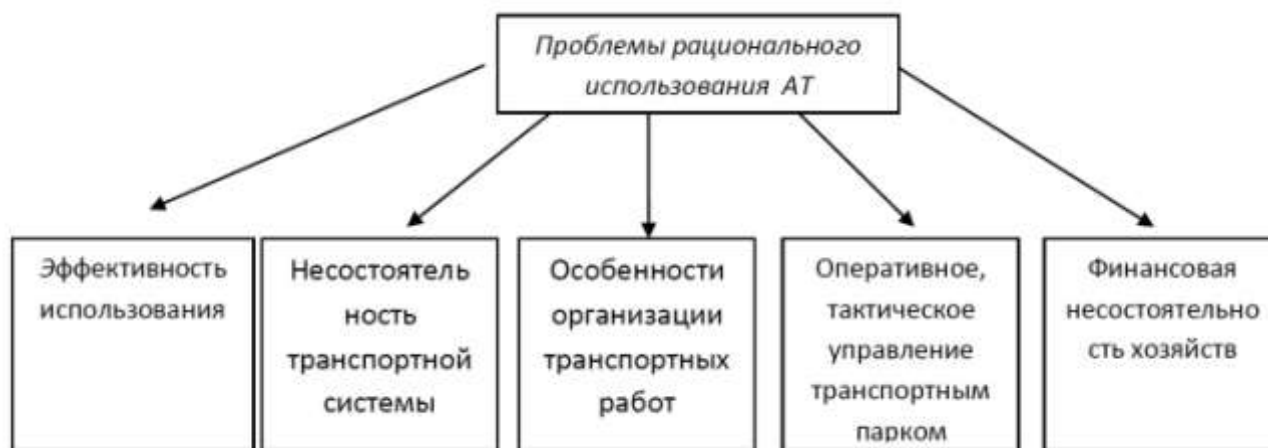 Проблемы рационального
использования АТ
Эффективность
использования
Несостоятель
ность
транспортной
системы
Особенности
организации
транспортных
работ
Оперативное,
тактическое
управление
транспортным
парком
Финансовая
несостоятельно
сть хозяйств